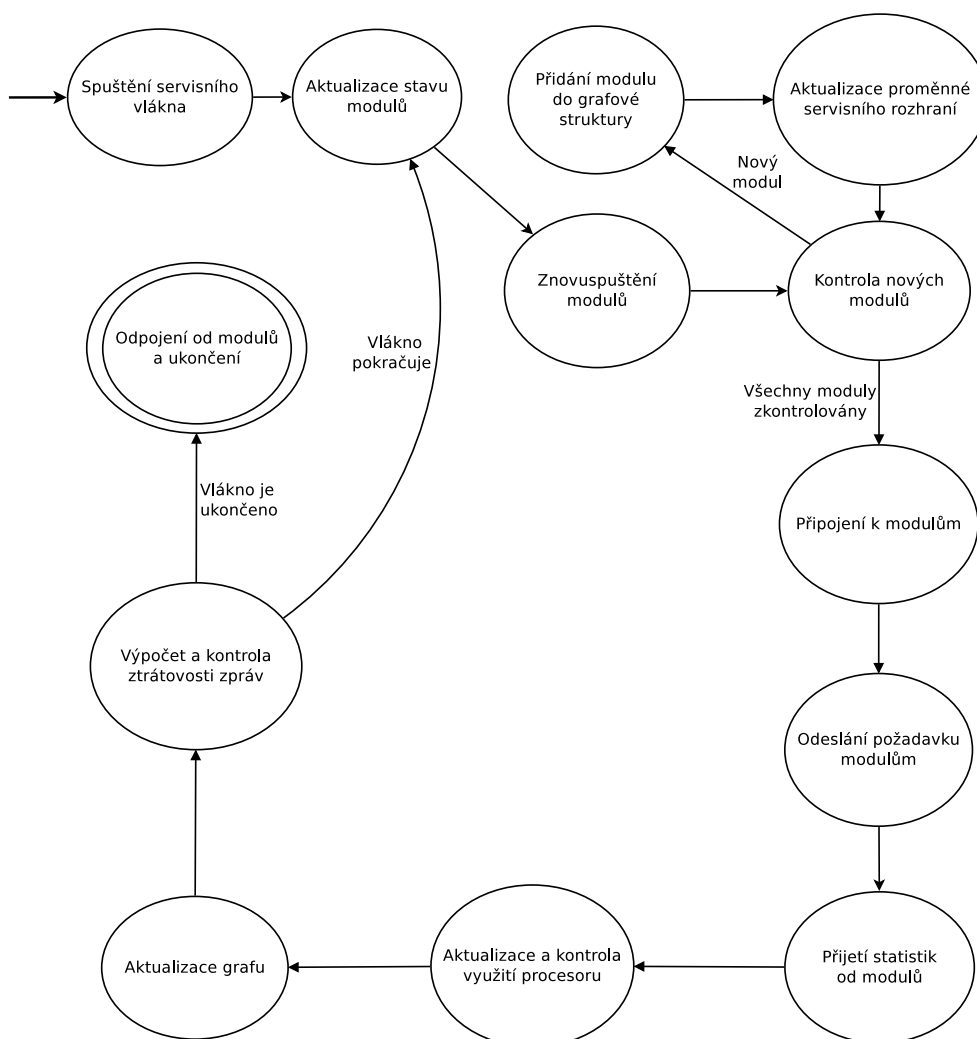 Spuštění servisního
vlákna
Aktualizace stavu
modulů
Přidání modulu
do grafové
struktury
Aktualizace proměnné
servisního rozhraní
Nový
modul
Znovuspuštění
modulů
Kontrola nových
modulů
Odpojení od modulů
a ukončení
Vlákno
pokračuje
Všechny moduly
zkontrolovány
Vlákno je
ukončeno
Připojení k modulům
Výpočet a kontrola
ztrátovosti zpráv
Odeslání požadavku
modulům
Aktualizace grafu
Aktualizace a kontrola
využití procesoru
Přijetí statistik
od modulů